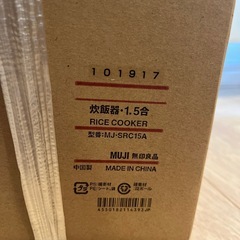 101917
炊飯器・1.5合
RICE COOKER
型番:MJ-SRC15A
MUJI 無印良品
中国製 MADE IN CHINA